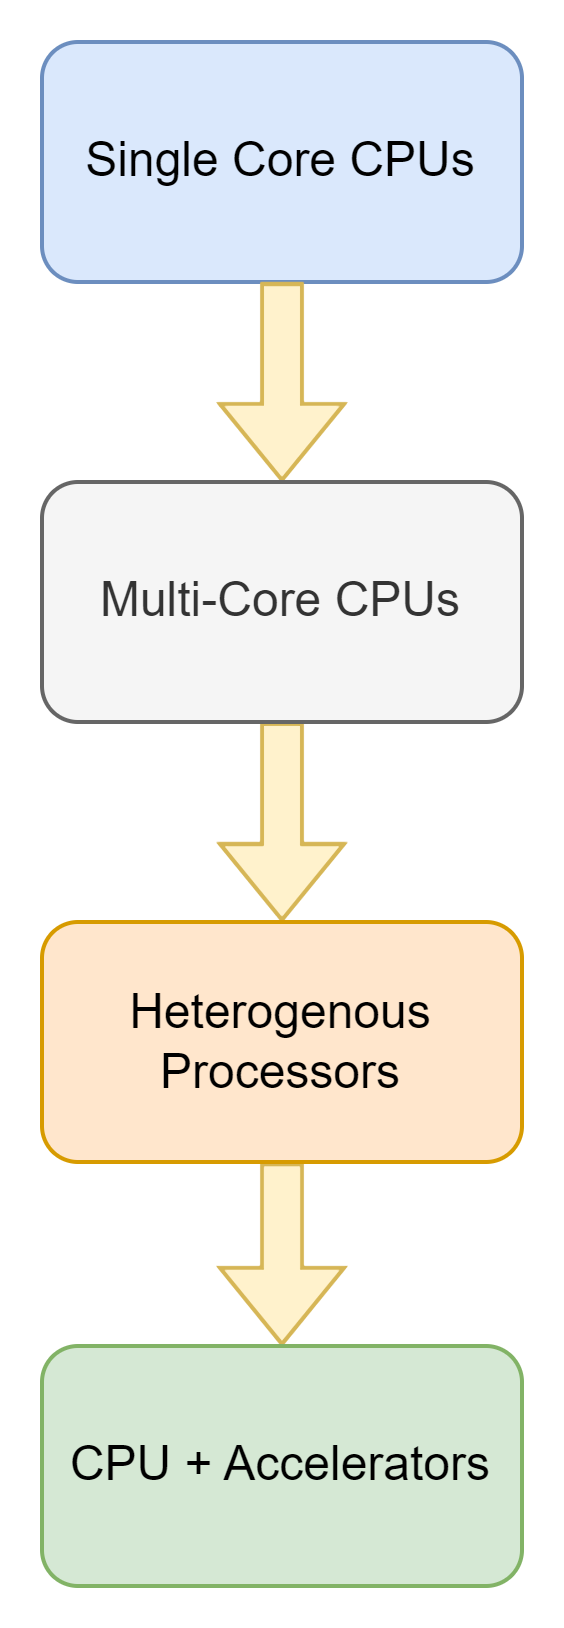 Single Core CPUs
Multi-Core CPUs
Heterogenous
Processors
CPU + Accelerators